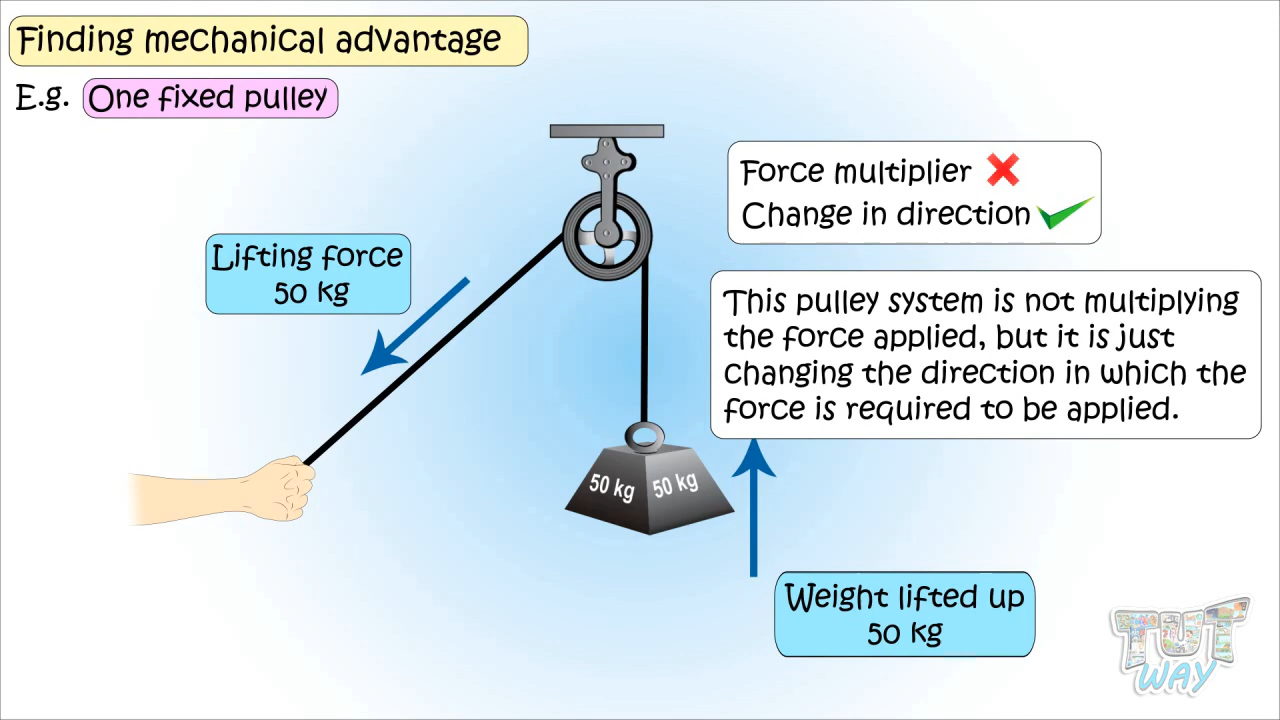 Finding mechanical advantage
E.g. One fixed pulley
Force multiplier
Change in direction
Lifting force
50 kg
This pulley system is not multiplying
the force applied, but it is just
changing the direction in which the
force is required to be applied.
50 kg 50 kg
Weight lifted up
50 kg
TUT
WAY